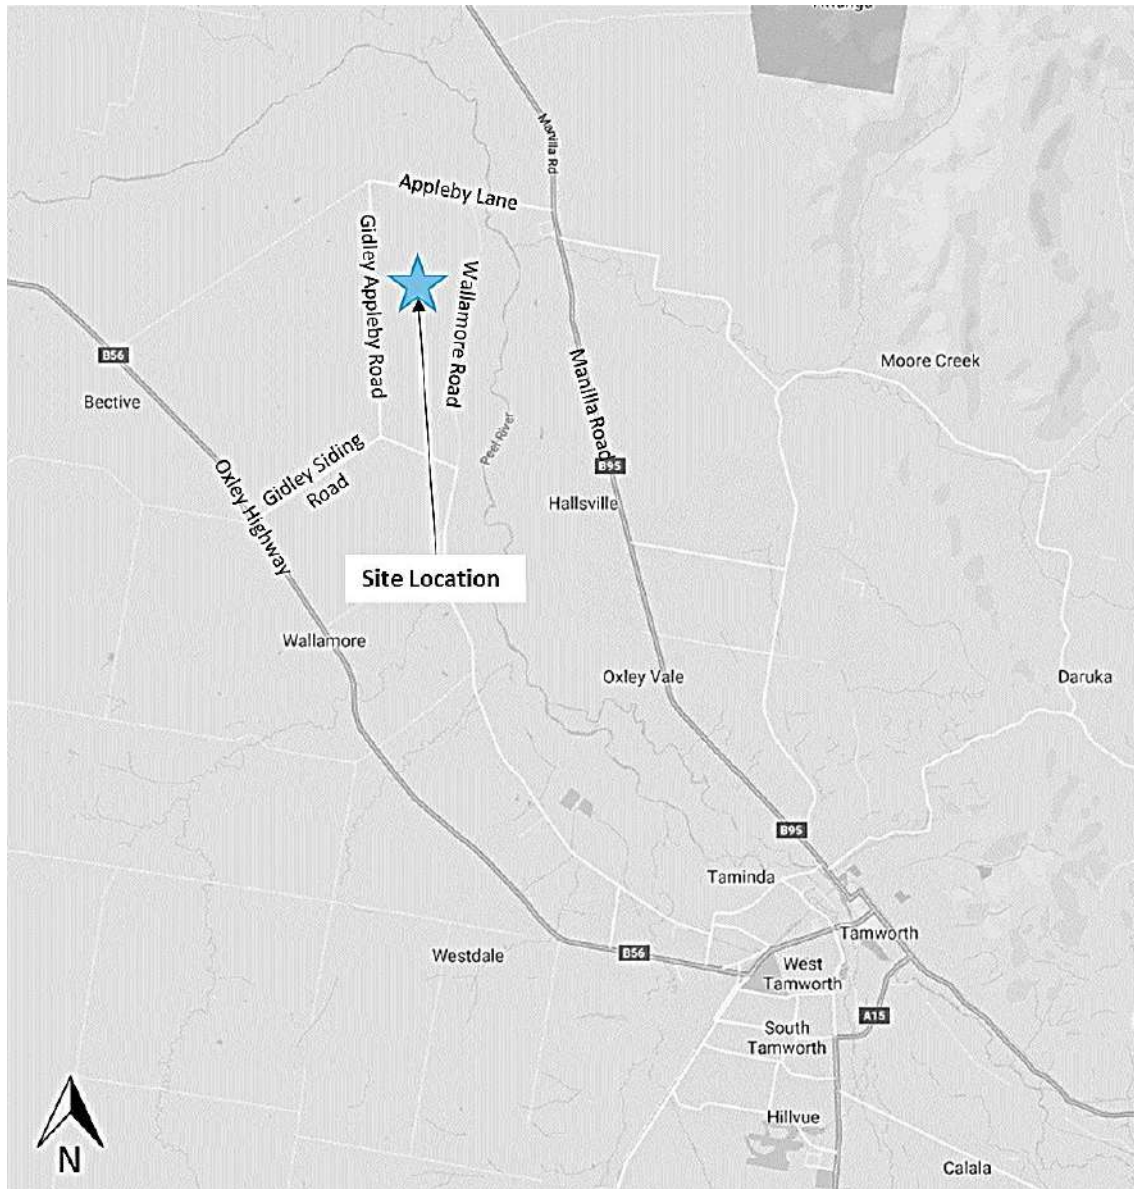 Manilla Rd
Appleby Lane
Gidley Appleby Road
Wallamore Road
Manilla Road
Moore Creek
B56
Bective
Peel River
Gidley Siding
Road
B95
Oxley Highway
Hallsville
Site Location
Wallamore
Oxley Vale
Daruka
B95
Taminda
Tamworth
Westdale
B56
West
Tamworth
A15
South
Tamworth
Hillvue
N
Calala